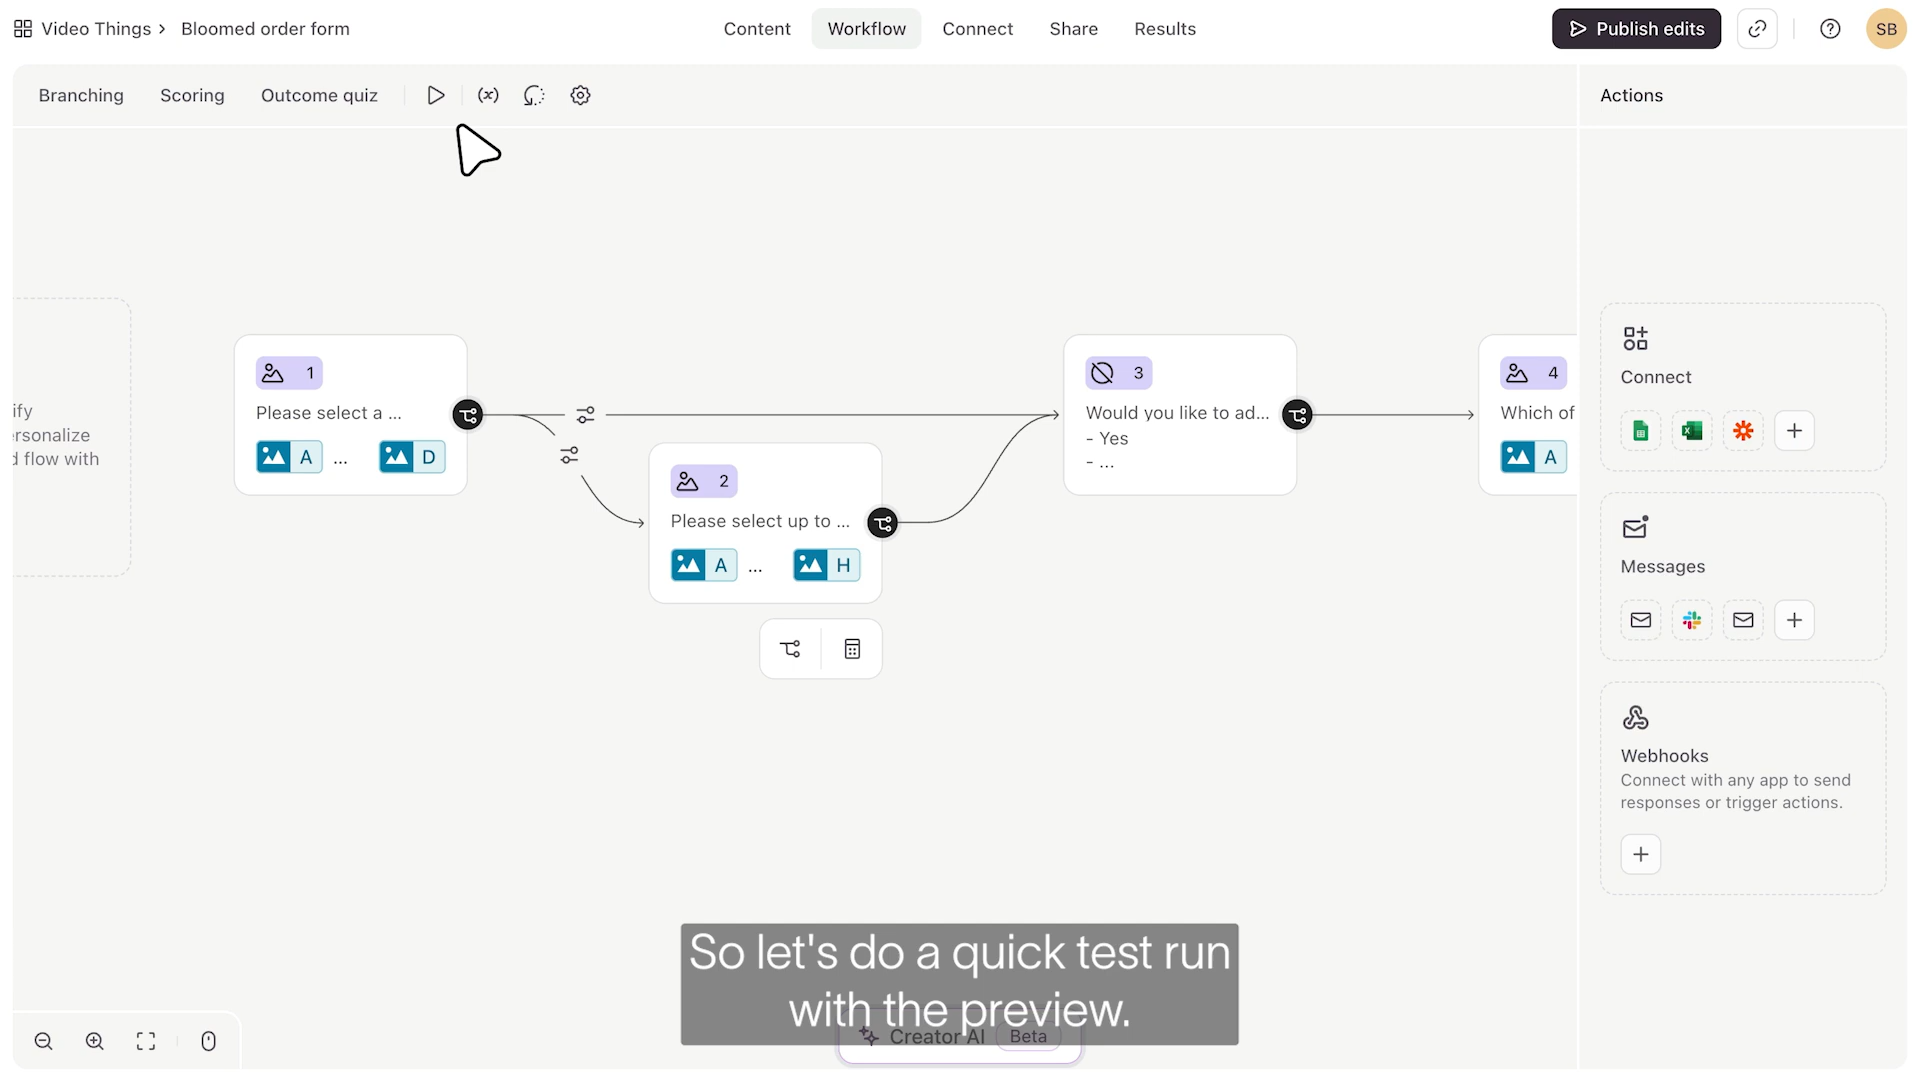 Video Things > Bloomed order form
Content
Workflow
Connect
Share
Results
Publish edits
SB
Branching
Scoring
Outcome quiz
(x)
Actions
ify
ersonalize
d flow with
1
Please select a ...
A ... D
2
Please select up to ...
A ... H
3
Would you like to ad...
- Yes
- ...
4
Which of
A
Connect
Messages
Webhooks
Connect with any app to send
responses or trigger actions.
So let's do a quick test run
with the preview.
Creator AI Beta